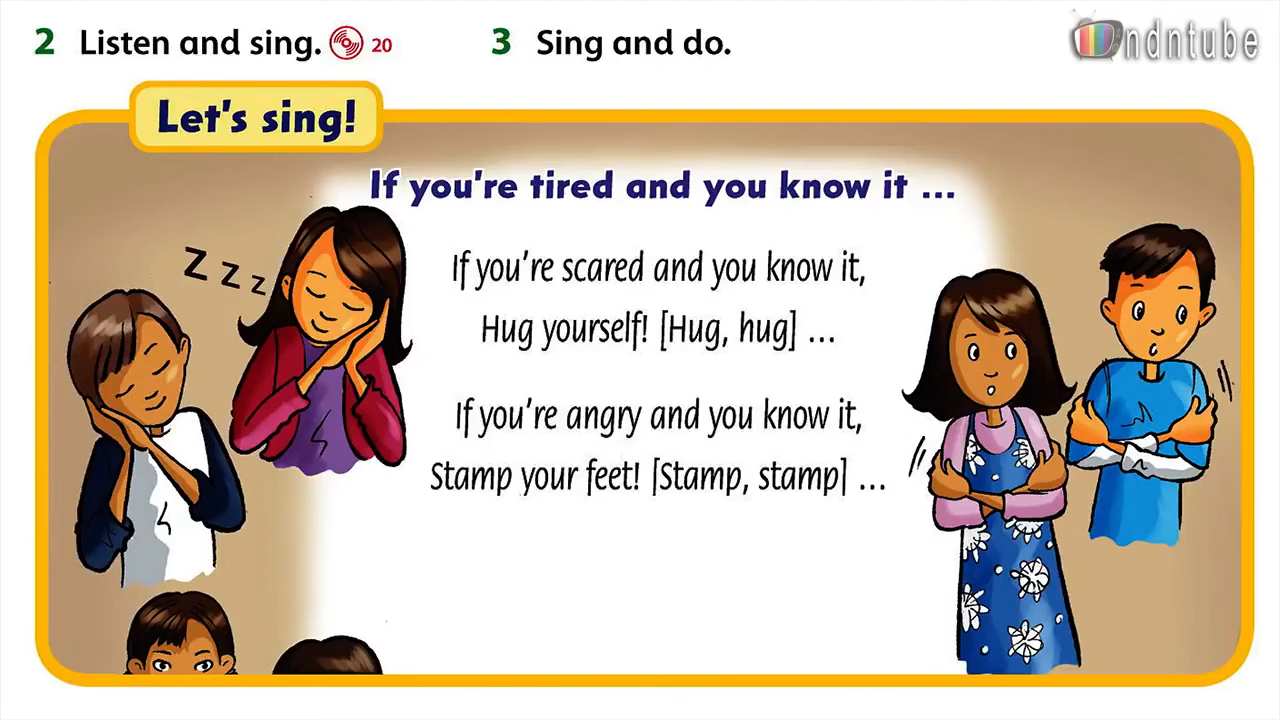 2 Listen and sing. 20 3 Sing and do.
ndntube
Let's sing!
If you're tired and you know it ...
Z Z Z
If you're scared and you know it,
Hug yourself! [Hug, hug] ...
If you're angry and you know it,
Stamp your feet! [Stamp, stamp] ...